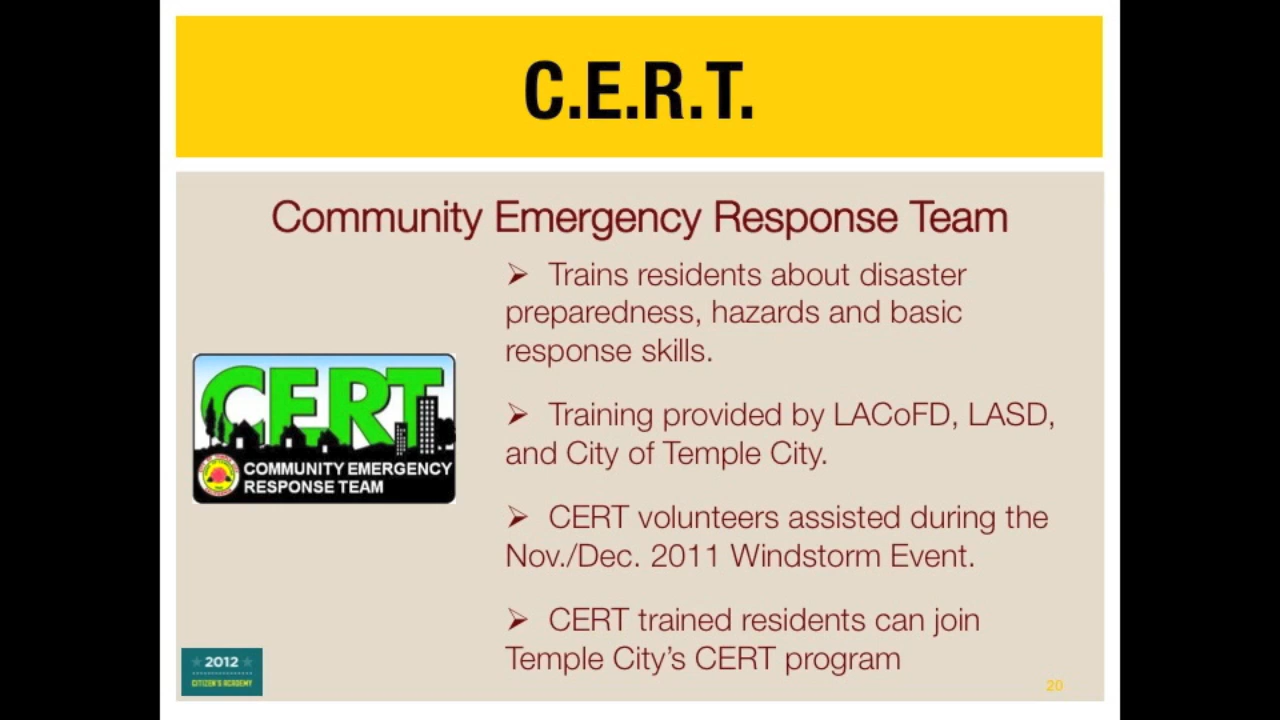 C.E.R.T.
Community Emergency Response Team
➢ Trains residents about disaster
preparedness, hazards and basic
response skills.
➢ Training provided by LACoFD, LASD,
and City of Temple City.
➢ CERT volunteers assisted during the
Nov./Dec. 2011 Windstorm Event.
➢ CERT trained residents can join
Temple City's CERT program
CERT
COMMUNITY EMERGENCY
RESPONSE TEAM
2012
CITIZEN'S ACADEMY
20